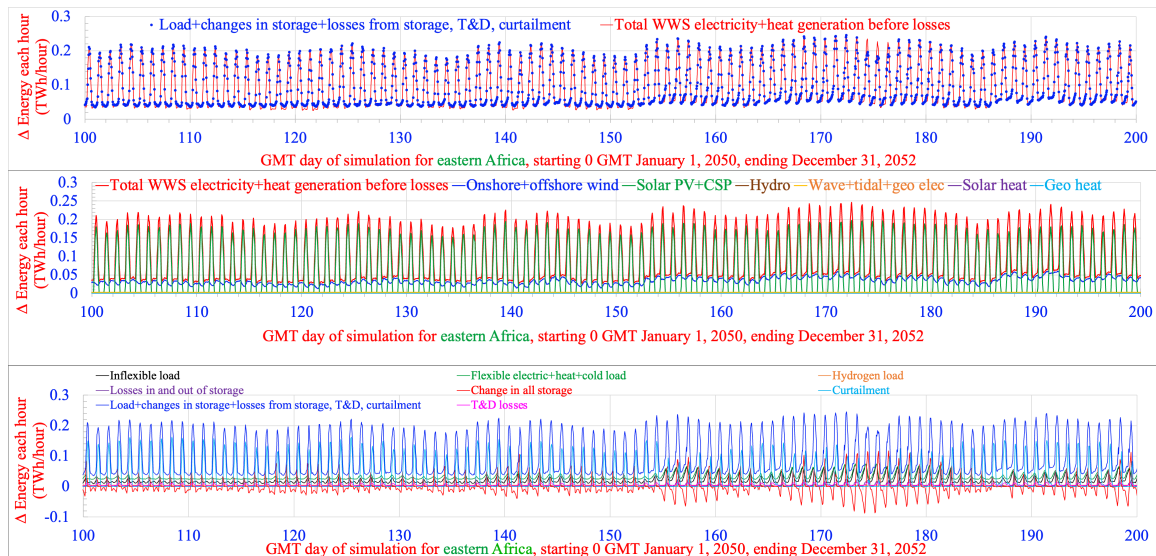 Load+changes in storage+losses from storage, T&D, curtailment Total WWS electricity+heat generation before losses
Δ Energy each hour
(TWh/hour)
0.3
0.2
0.1
0
100 110 120 130 140 150 160 170 180 190 200
GMT day of simulation for eastern Africa, starting 0 GMT January 1, 2050, ending December 31, 2052
Total WWS electricity+heat generation before losses Onshore+offshore wind Solar PV+CSP Hydro Wave+tidal+geo elec Solar heat Geo heat
Δ Energy each hour
(TWh/hour)
0.3
0.25
0.2
0.15
0.1
0.05
0
100 110 120 130 140 150 160 170 180 190 200
GMT day of simulation for eastern Africa, starting 0 GMT January 1, 2050, ending December 31, 2052
Inflexible load Flexible electric+heat+cold load Hydrogen load
Losses in and out of storage Change in all storage Curtailment
Load+changes in storage+losses from storage, T&D, curtailment T&D losses
Δ Energy each hour
(TWh/hour)
0.3
0.2
0.1
0
-0.1
100 110 120 130 140 150 160 170 180 190 200
GMT day of simulation for eastern Africa, starting 0 GMT January 1, 2050, ending December 31, 2052